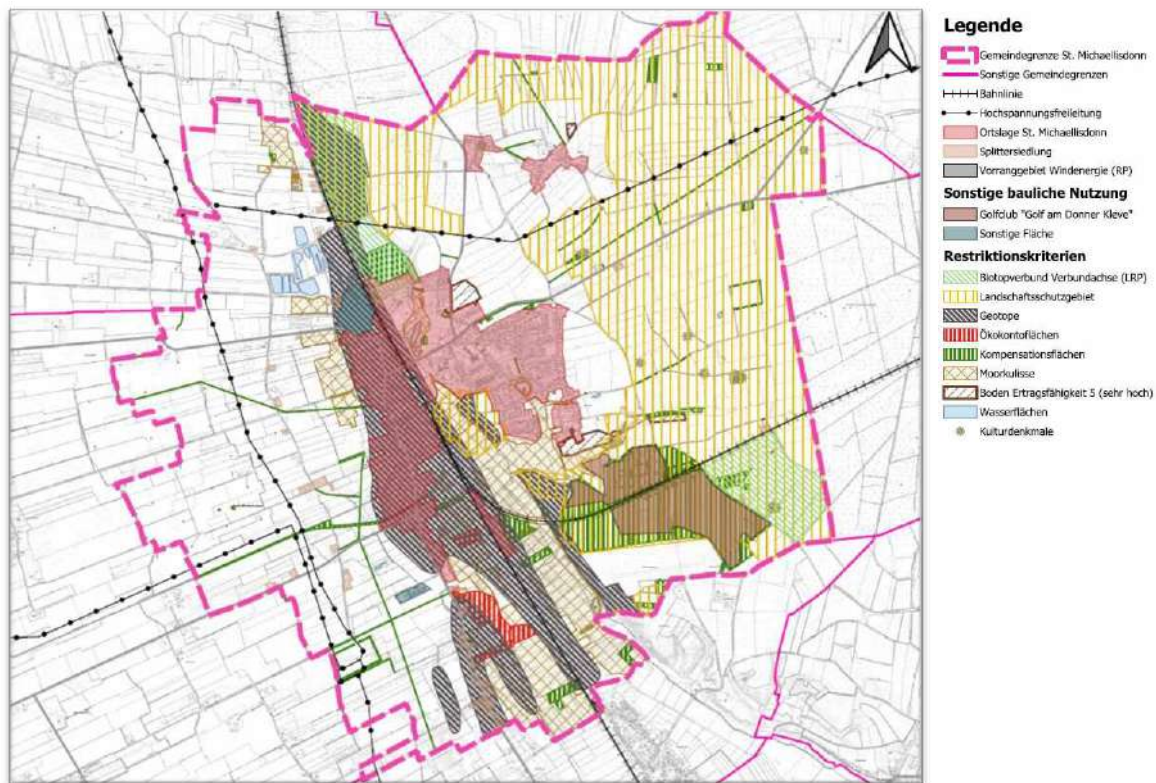 Legende
Gemeindegrenze St. Michaellisdonn
Sonstige Gemeindegrenzen
Bahnlinie
Hochspannungsfreileitung
Ortslage St. Michaellisdonn
Splittersiedlung
Vorranggebiet Windenergie (RP)
Sonstige bauliche Nutzung
Golfclub "Golf am Donner Kleve"
Sonstige Fläche
Restriktionskriterien
Biotopverbund Verbundachse (LRP)
Landschaftsschutzgebiet
Geotope
Ökokontoflächen
Kompensationsflächen
Moorkulisse
Boden Ertragsfähigkeit 5 (sehr hoch)
Wasserflächen
Kulturdenkmale